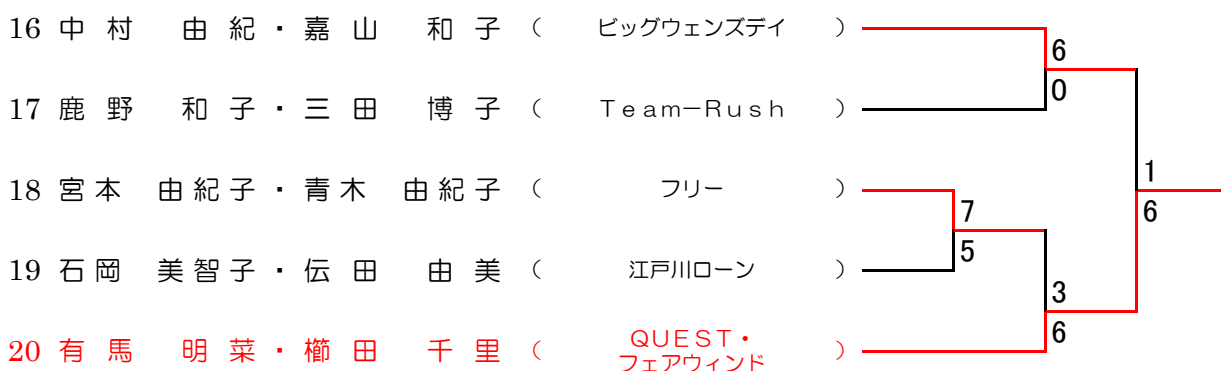 16 中村 由紀・嘉山 和子 ( ビッグウェンズデイ )
6
0
17 鹿野 和子・三田 博子 ( Team－Rush )
18 宮本 由紀子・青木 由紀子 ( フリー )
1
6
7
5
19 石岡 美智子・伝田 由美 ( 江戸川ローン )
3
6
20 有馬 明菜・櫛田 千里 ( QUEST・
フェアウィンド )